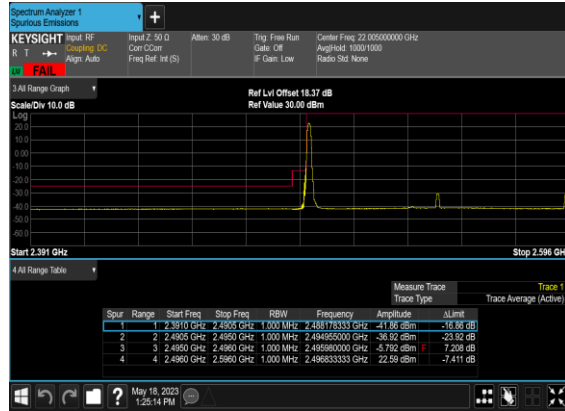 Spectrum Analyzer 1
Spurious Emissions
+
KEYSIGHT Input: RF Input Z: 50 Ω Atten: 30 dB Trig: Free Run Center Freq: 22.005000000 GHz
R T Coupling: DC Corr CCorr Gate: Off Avg|Hold: 1000/1000
Align: Auto Freq Ref: Int (S) IF Gain: Low Radio Std: None
FAIL
3 All Range Graph
Ref Lvl Offset 18.37 dB
Scale/Div 10.0 dB Ref Value 30.00 dBm
Log
20.0
10.0
0.00
-10.0
-20.0
-30.0
-40.0
-50.0
-60.0
Start 2.391 GHz Stop 2.596 GH
4 All Range Table
Measure Trace Trace 1
Trace Type Trace Average (Active)
Spur Range Start Freq Stop Freq RBW Frequency Amplitude ΔLimit
1 1 2.3910 GHz 2.4905 GHz 1.000 MHz 2.488178333 GHz -41.86 dBm -16.86 dB
2 2 2.4905 GHz 2.4950 GHz 1.000 MHz 2.494955000 GHz -36.92 dBm -23.92 dB
3 3 2.4950 GHz 2.4960 GHz 1.000 MHz 2.495980000 GHz -5.792 dBm F 7.208 dB
4 4 2.4960 GHz 2.5960 GHz 1.000 MHz 2.496833333 GHz 22.59 dBm -7.411 dB
? May 18, 2023
1:25:14 PM